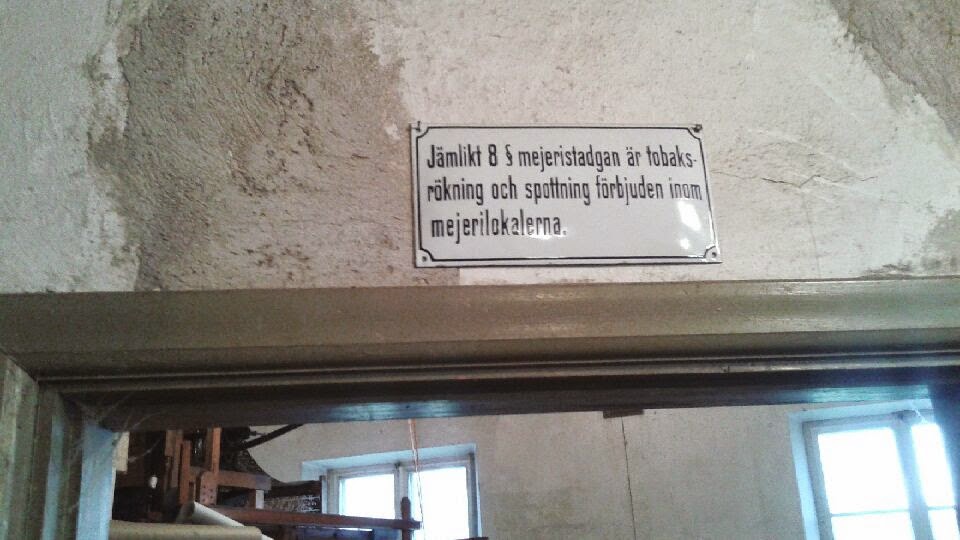 Jämlikt 8 § mejeristadgan är tobaks-
rökning och spottning förbjuden inom
mejerilokalerna.